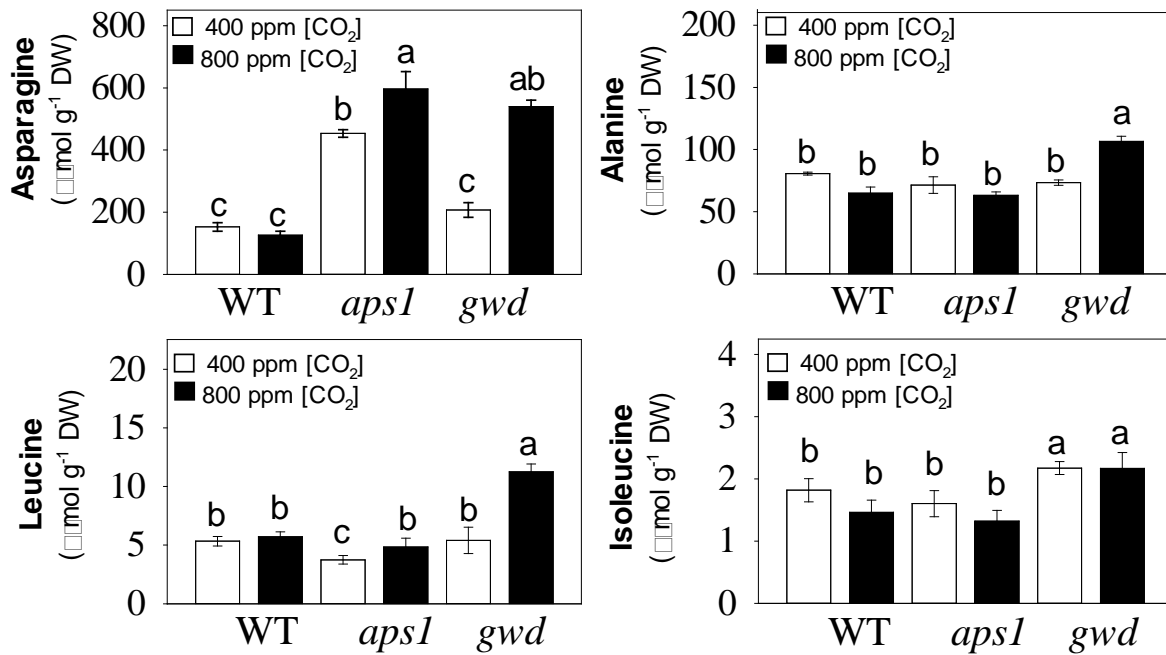 Asparagine
(□□mol g⁻¹ DW)
800
600
400
200
0
400 ppm [CO₂]
800 ppm [CO₂]
c
c
b
a
c
ab
WT
aps1
gwd
Alanine
(□□mol g⁻¹ DW)
200
150
100
50
0
400 ppm [CO₂]
800 ppm [CO₂]
b
b
b
b
b
a
WT
aps1
gwd
Leucine
(□□mol g⁻¹ DW)
20
15
10
5
0
400 ppm [CO₂]
800 ppm [CO₂]
b
b
c
b
b
a
WT
aps1
gwd
Isoleucine
(□□mol g⁻¹ DW)
4
3
2
1
0
400 ppm [CO₂]
800 ppm [CO₂]
b
b
b
b
a
a
WT
aps1
gwd